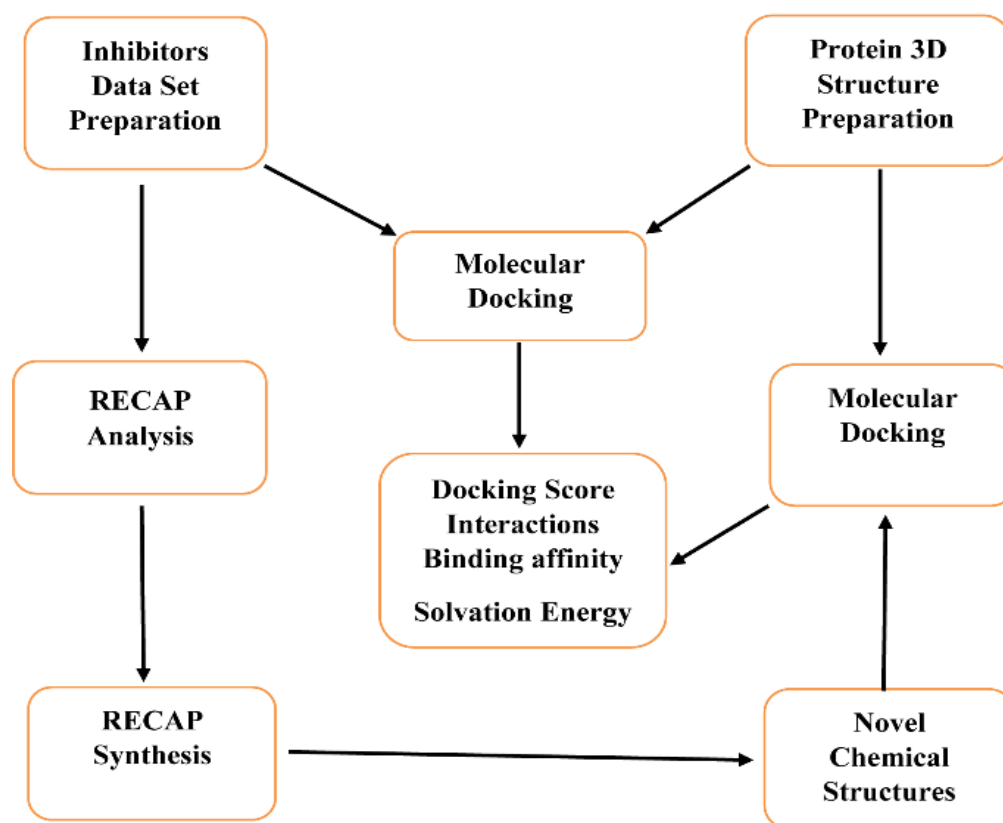 Inhibitors
Data Set
Preparation
Protein 3D
Structure
Preparation
Molecular
Docking
RECAP
Analysis
Molecular
Docking
Docking Score
Interactions
Binding affinity
Solvation Energy
RECAP
Synthesis
Novel
Chemical
Structures